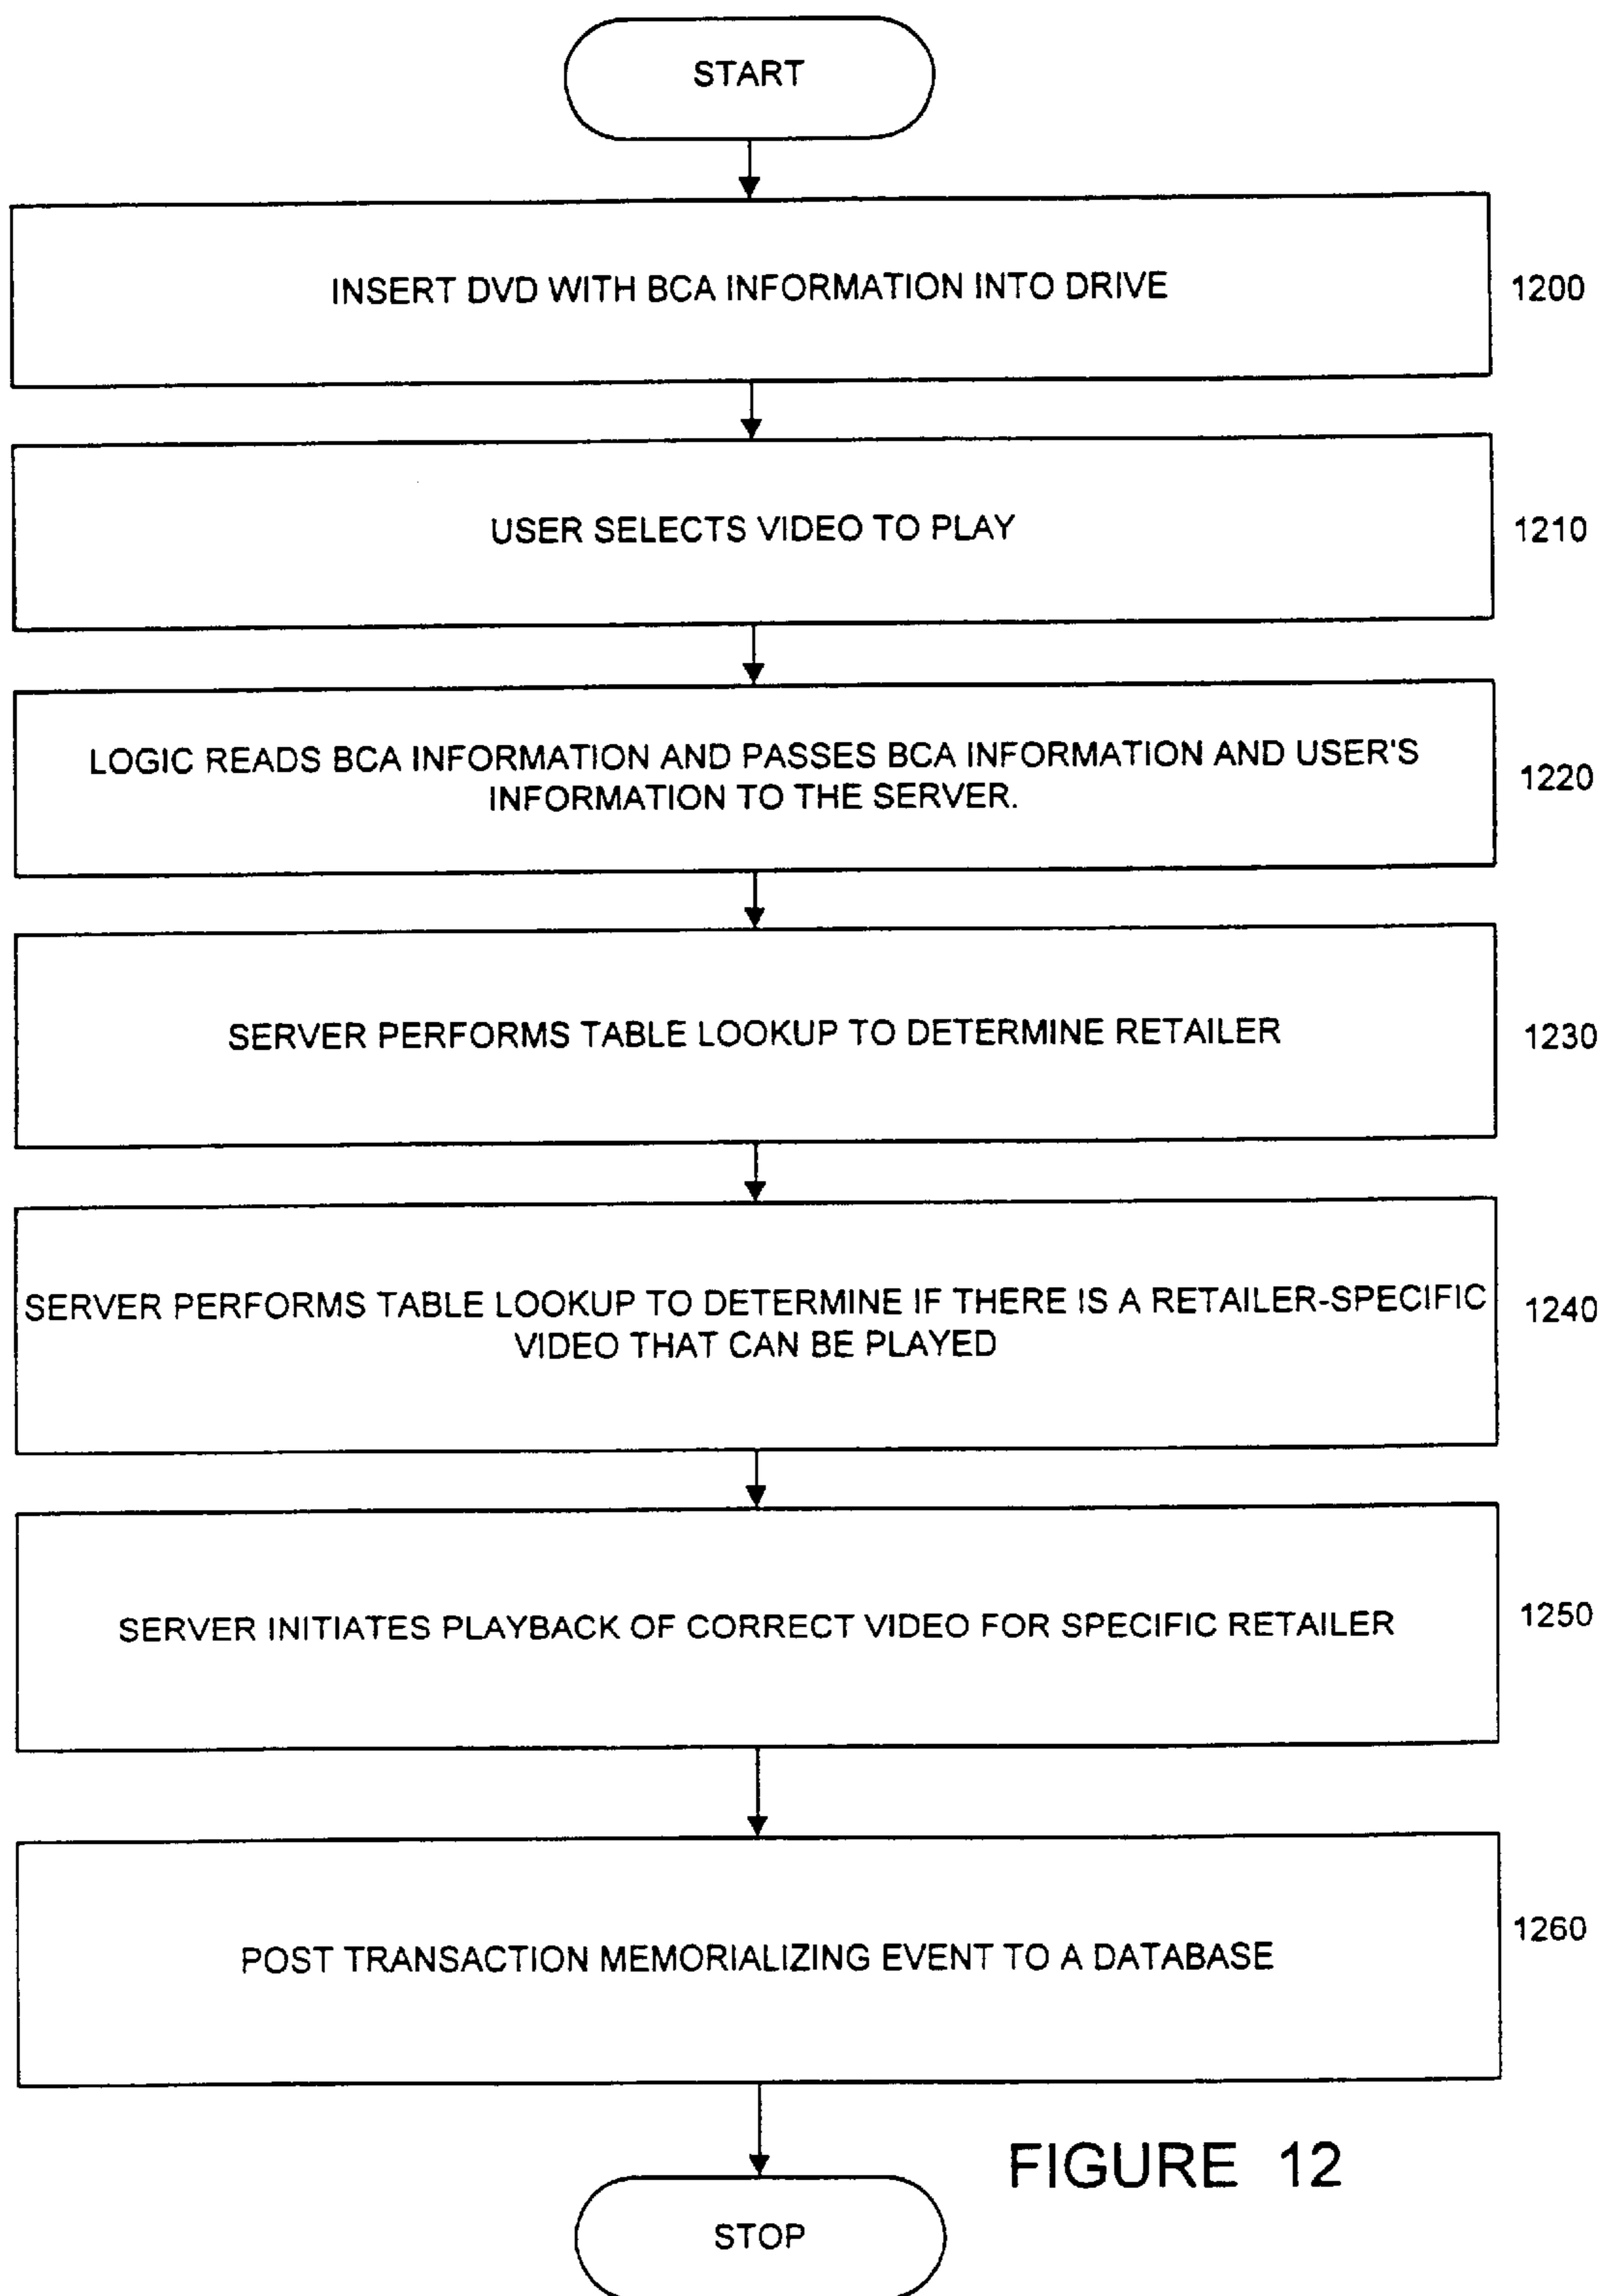 START
INSERT DVD WITH BCA INFORMATION INTO DRIVE
1200
USER SELECTS VIDEO TO PLAY
1210
LOGIC READS BCA INFORMATION AND PASSES BCA INFORMATION AND USER'S
INFORMATION TO THE SERVER.
1220
SERVER PERFORMS TABLE LOOKUP TO DETERMINE RETAILER
1230
SERVER PERFORMS TABLE LOOKUP TO DETERMINE IF THERE IS A RETAILER-SPECIFIC
VIDEO THAT CAN BE PLAYED
1240
SERVER INITIATES PLAYBACK OF CORRECT VIDEO FOR SPECIFIC RETAILER
1250
POST TRANSACTION MEMORIALIZING EVENT TO A DATABASE
1260
FIGURE 12
STOP